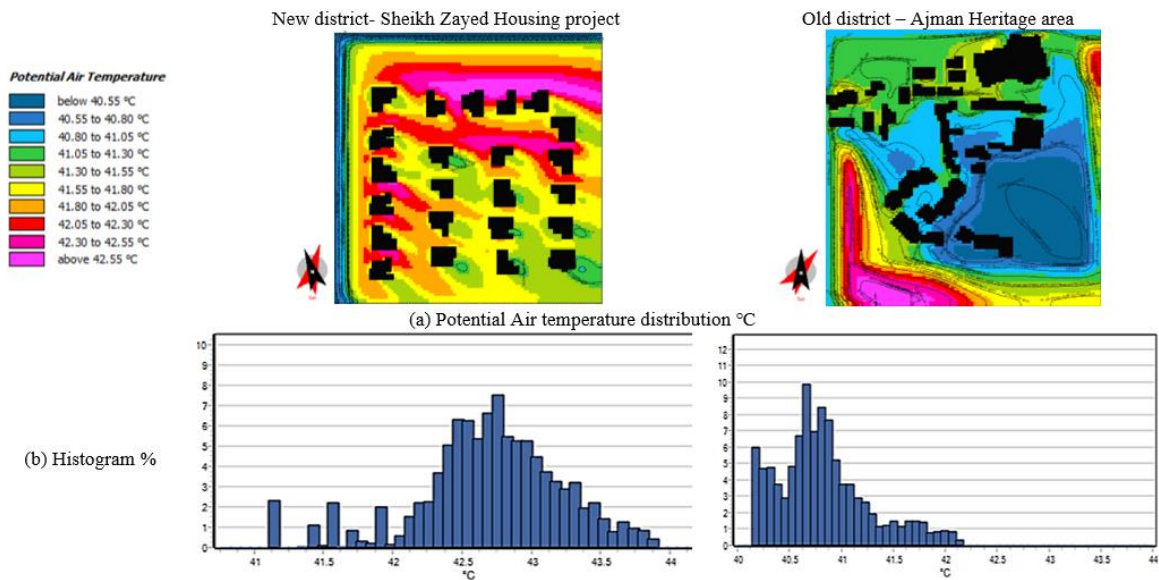 New district- Sheikh Zayed Housing project
Old district – Ajman Heritage area
Potential Air Temperature
below 40.55 °C
40.55 to 40.80 °C
40.80 to 41.05 °C
41.05 to 41.30 °C
41.30 to 41.55 °C
41.55 to 41.80 °C
41.80 to 42.05 °C
42.05 to 42.30 °C
42.30 to 42.55 °C
above 42.55 °C
(a) Potential Air temperature distribution °C
(b) Histogram %
10
9
8
7
6
5
4
3
2
1
0
41 41.5 42 42.5 43 43.5 44
°C
12
11
10
9
8
7
6
5
4
3
2
1
0
40 40.5 41 41.5 42 42.5 43 43.5 44
°C